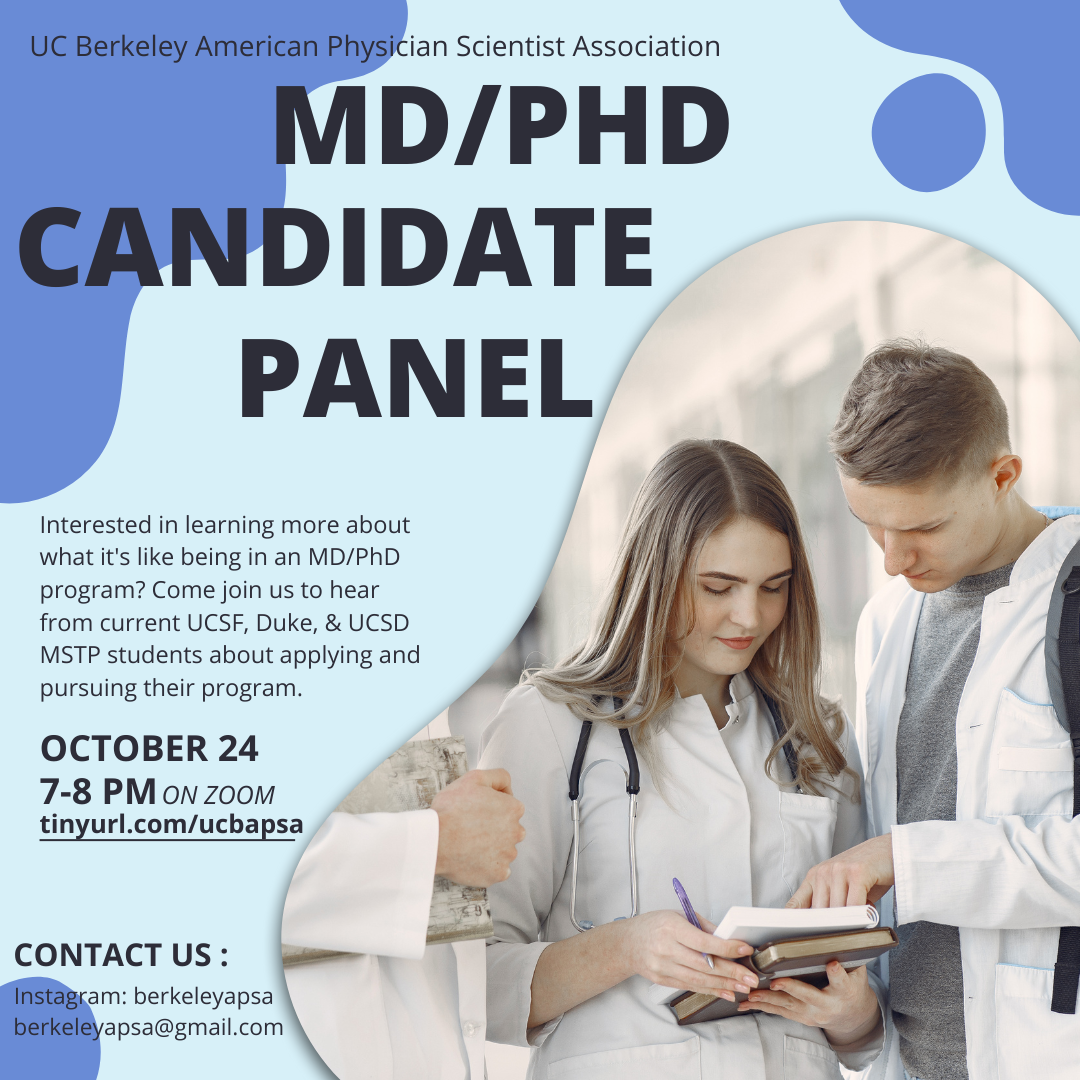 UC Berkeley American Physician Scientist Association
MD/PHD
CANDIDATE
PANEL
Interested in learning more about
what it's like being in an MD/PhD
program? Come join us to hear
from current UCSF, Duke, & UCSD
MSTP students about applying and
pursuing their program.
OCTOBER 24
7-8 PM ON ZOOM
tinyurl.com/ucbapsa
CONTACT US :
Instagram: berkeleyapsa
berkeleyapsa@gmail.com